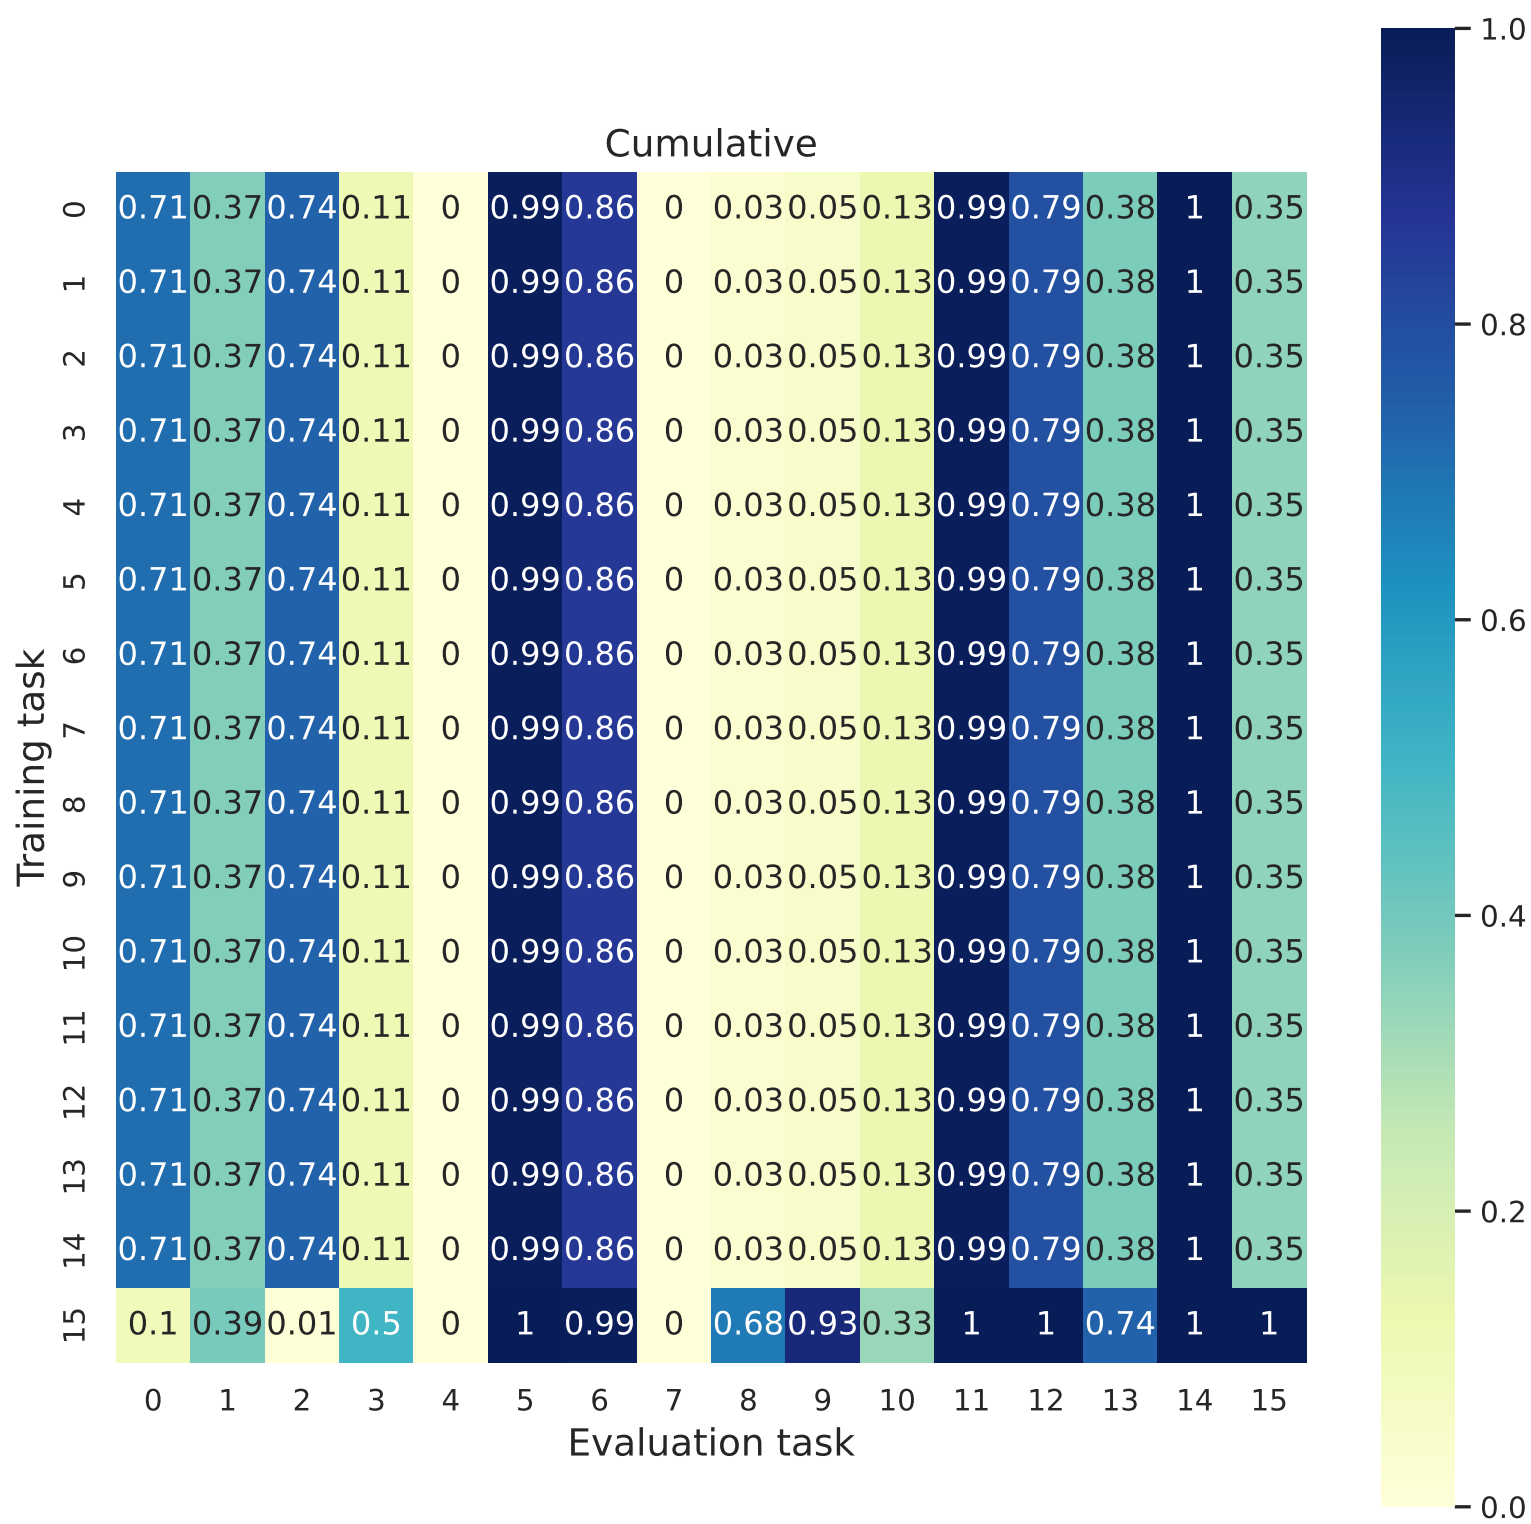 Cumulative
0 0.71 0.37 0.74 0.11 0 0.99 0.86 0 0.03 0.05 0.13 0.99 0.79 0.38 1 0.35
1 0.71 0.37 0.74 0.11 0 0.99 0.86 0 0.03 0.05 0.13 0.99 0.79 0.38 1 0.35
2 0.71 0.37 0.74 0.11 0 0.99 0.86 0 0.03 0.05 0.13 0.99 0.79 0.38 1 0.35
3 0.71 0.37 0.74 0.11 0 0.99 0.86 0 0.03 0.05 0.13 0.99 0.79 0.38 1 0.35
4 0.71 0.37 0.74 0.11 0 0.99 0.86 0 0.03 0.05 0.13 0.99 0.79 0.38 1 0.35
5 0.71 0.37 0.74 0.11 0 0.99 0.86 0 0.03 0.05 0.13 0.99 0.79 0.38 1 0.35
6 0.71 0.37 0.74 0.11 0 0.99 0.86 0 0.03 0.05 0.13 0.99 0.79 0.38 1 0.35
7 0.71 0.37 0.74 0.11 0 0.99 0.86 0 0.03 0.05 0.13 0.99 0.79 0.38 1 0.35
8 0.71 0.37 0.74 0.11 0 0.99 0.86 0 0.03 0.05 0.13 0.99 0.79 0.38 1 0.35
9 0.71 0.37 0.74 0.11 0 0.99 0.86 0 0.03 0.05 0.13 0.99 0.79 0.38 1 0.35
10 0.71 0.37 0.74 0.11 0 0.99 0.86 0 0.03 0.05 0.13 0.99 0.79 0.38 1 0.35
11 0.71 0.37 0.74 0.11 0 0.99 0.86 0 0.03 0.05 0.13 0.99 0.79 0.38 1 0.35
12 0.71 0.37 0.74 0.11 0 0.99 0.86 0 0.03 0.05 0.13 0.99 0.79 0.38 1 0.35
13 0.71 0.37 0.74 0.11 0 0.99 0.86 0 0.03 0.05 0.13 0.99 0.79 0.38 1 0.35
14 0.71 0.37 0.74 0.11 0 0.99 0.86 0 0.03 0.05 0.13 0.99 0.79 0.38 1 0.35
15 0.1 0.39 0.01 0.5 0 1 0.99 0 0.68 0.93 0.33 1 1 0.74 1 1
0 1 2 3 4 5 6 7 8 9 10 11 12 13 14 15
Evaluation task
Training task
1.0
0.8
0.6
0.4
0.2
0.0